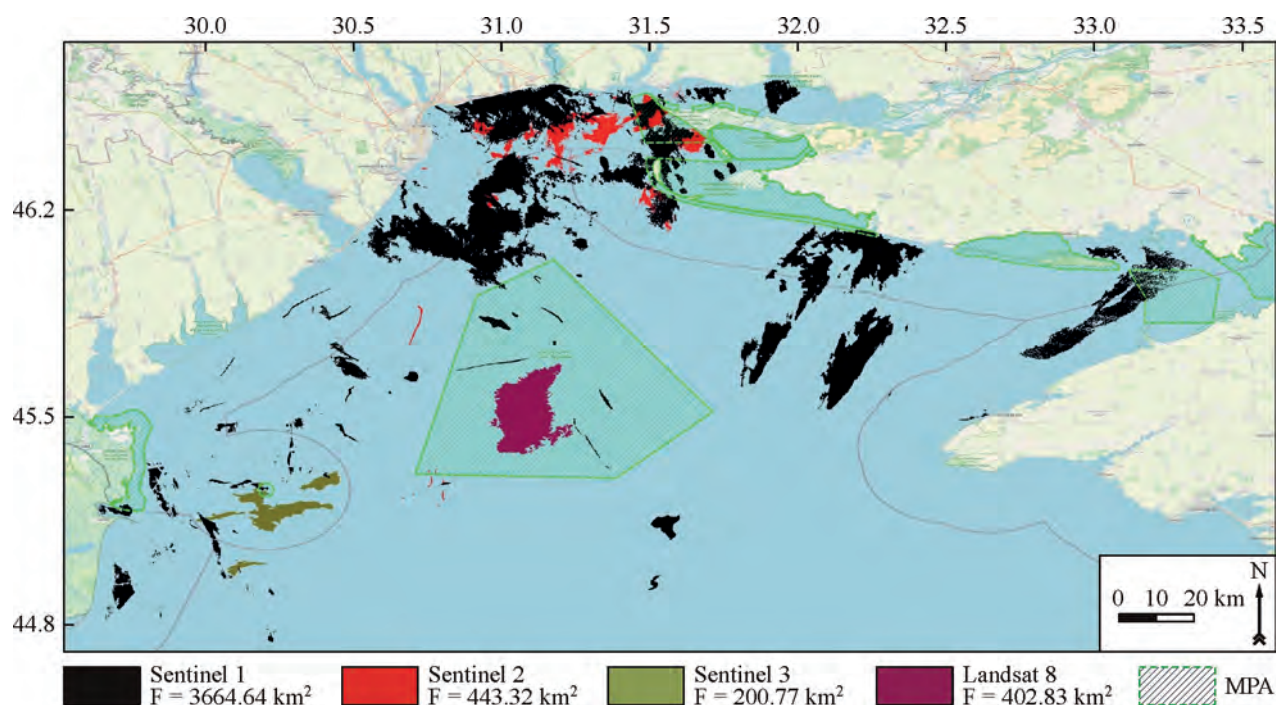 30.0 30.5 31.0 31.5 32.0 32.5 33.0 33.5
46.2
45.5
44.8
N
0 10 20 km
Sentinel 1 Sentinel 2 Sentinel 3 Landsat 8 MPA
F = 3664.64 km² F = 443.32 km² F = 200.77 km² F = 402.83 km²